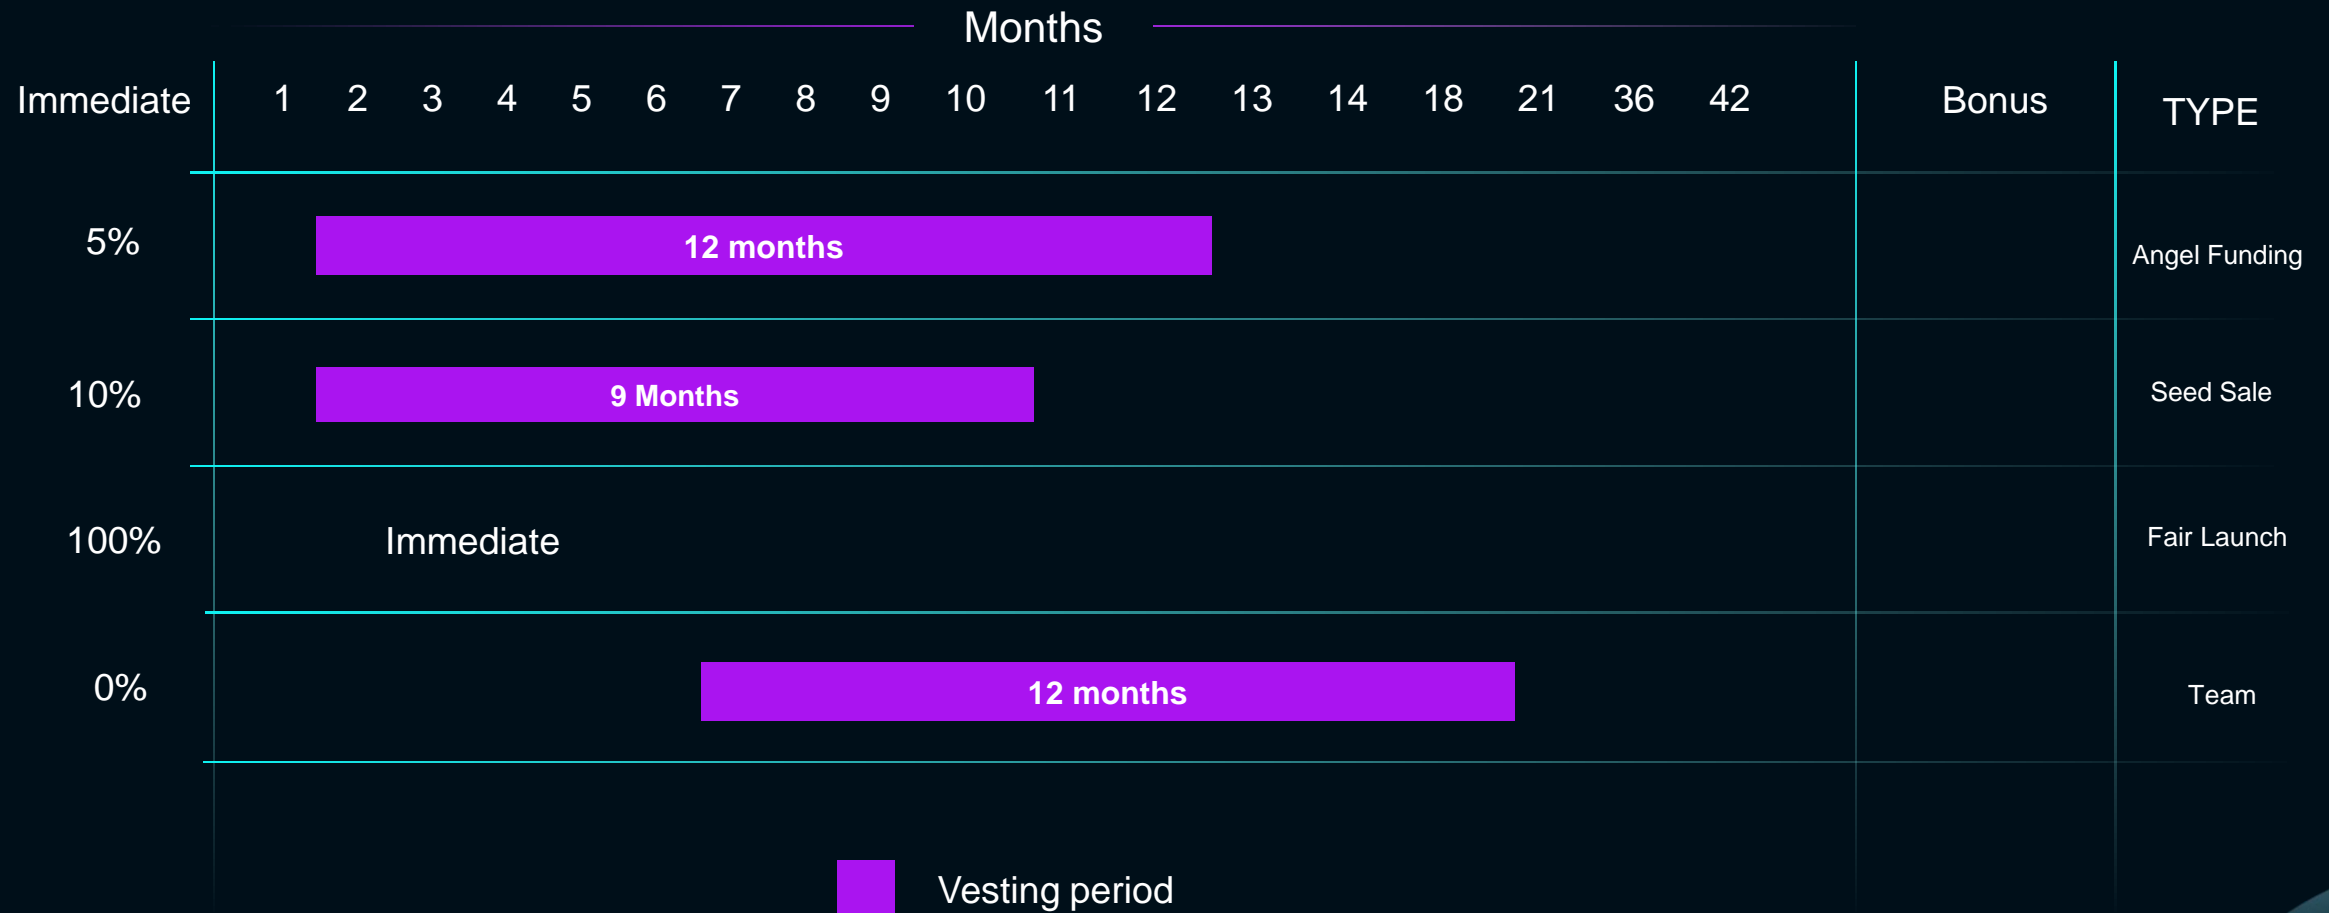 Months
Immediate 1 2 3 4 5 6 7 8 9 10 11 12 13 14 18 21 36 42 Bonus TYPE
5% 12 months Angel Funding
10% 9 Months Seed Sale
100% Immediate Fair Launch
0% 12 months Team
Vesting period